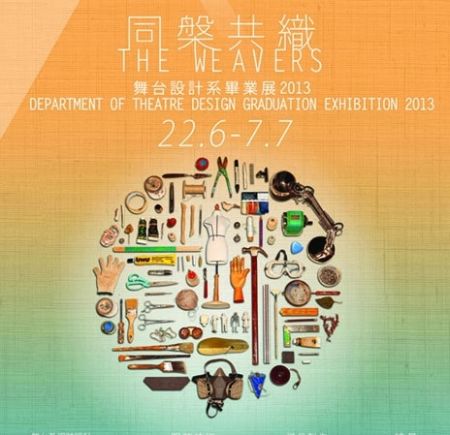 同盤共織
THE WEAVERS
舞台設計系畢業展2013
DEPARTMENT OF THEATRE DESIGN GRADUATION EXHIBITION 2013
22.6-7.7